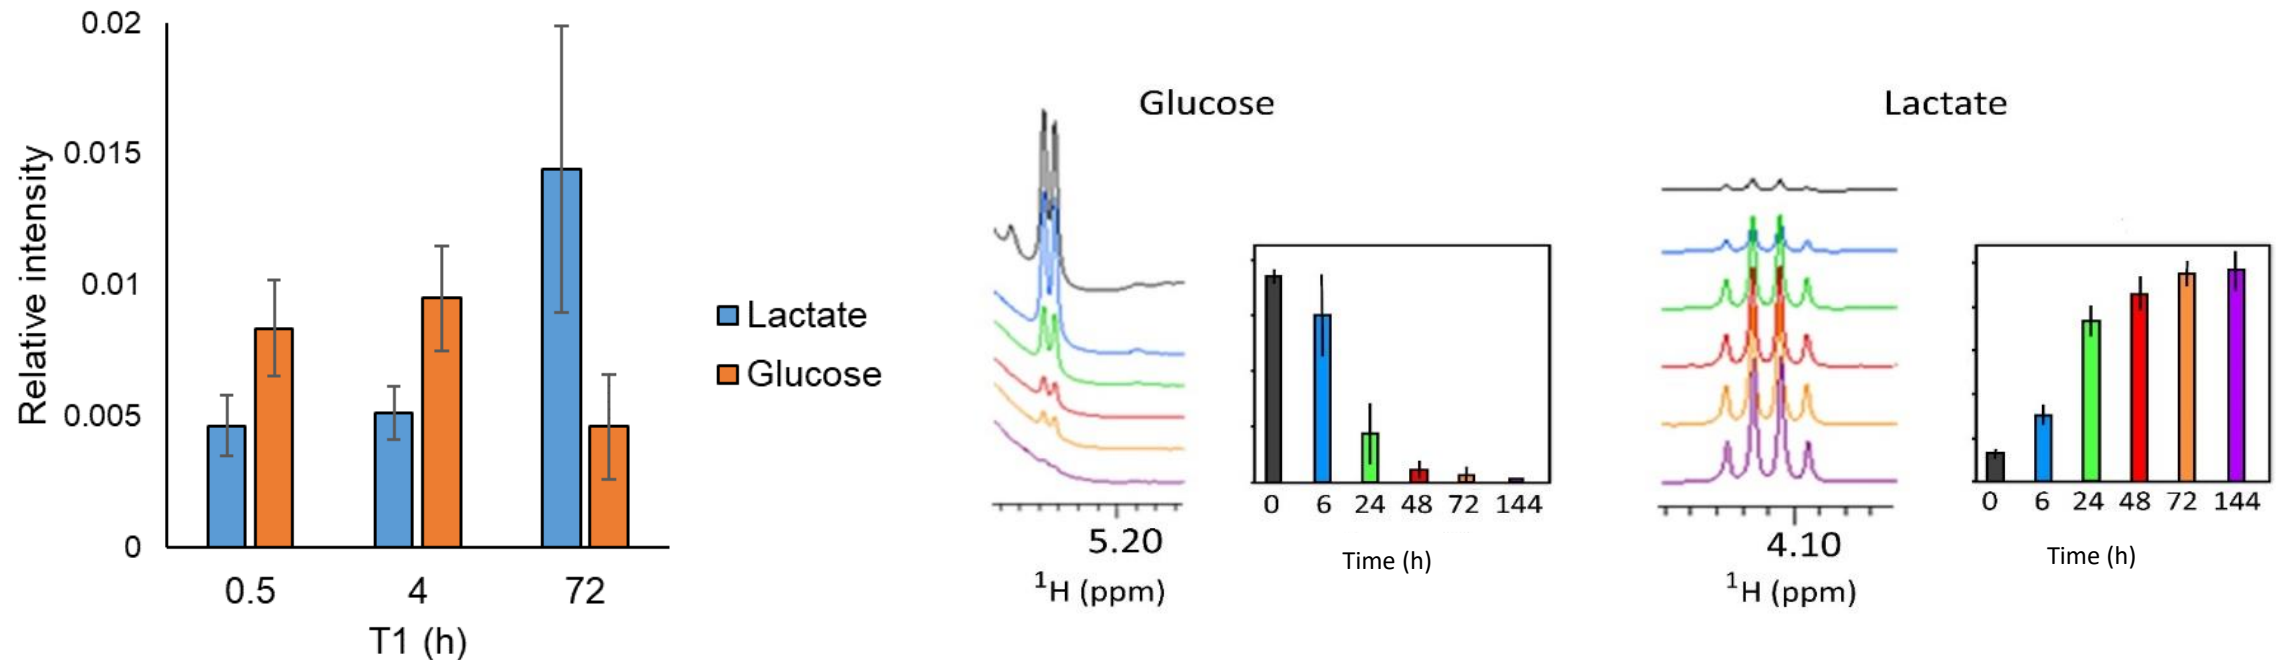 Relative intensity
0.02
0.015
0.01
0.005
0
0.5 4 72
T1 (h)
Lactate
Glucose
Glucose
5.20
¹H (ppm)
0 6 24 48 72 144
Time (h)
Lactate
4.10
¹H (ppm)
0 6 24 48 72 144
Time (h)